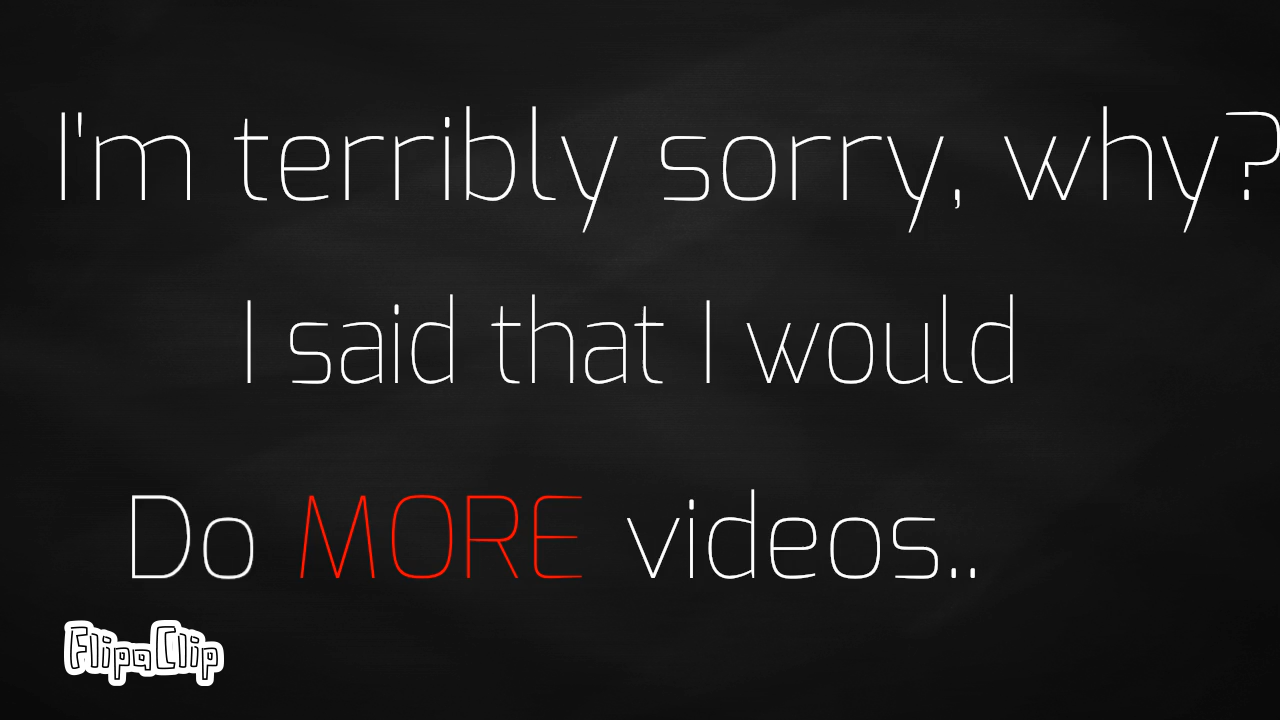 I'm terribly sorry, why?
I said that I would
Do MORE videos..
FlipaClip